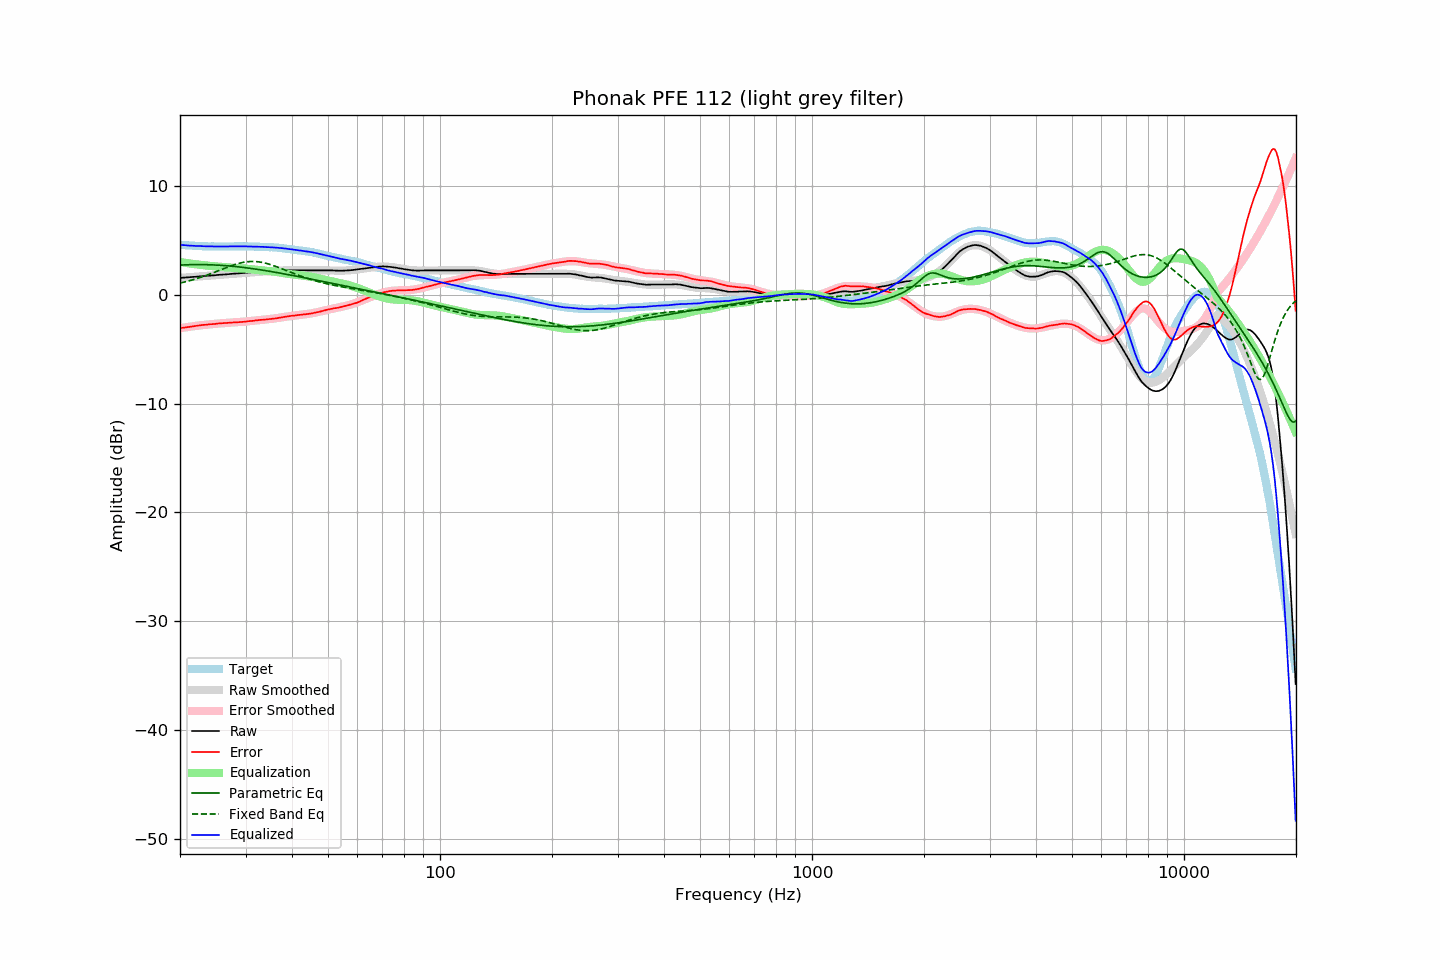 Phonak PFE 112 (light grey filter)
10
0
−10
−20
−30
−40
−50
Amplitude (dBr)
Target
Raw Smoothed
Error Smoothed
Raw
Error
Equalization
Parametric Eq
Fixed Band Eq
Equalized
100
1000
10000
Frequency (Hz)